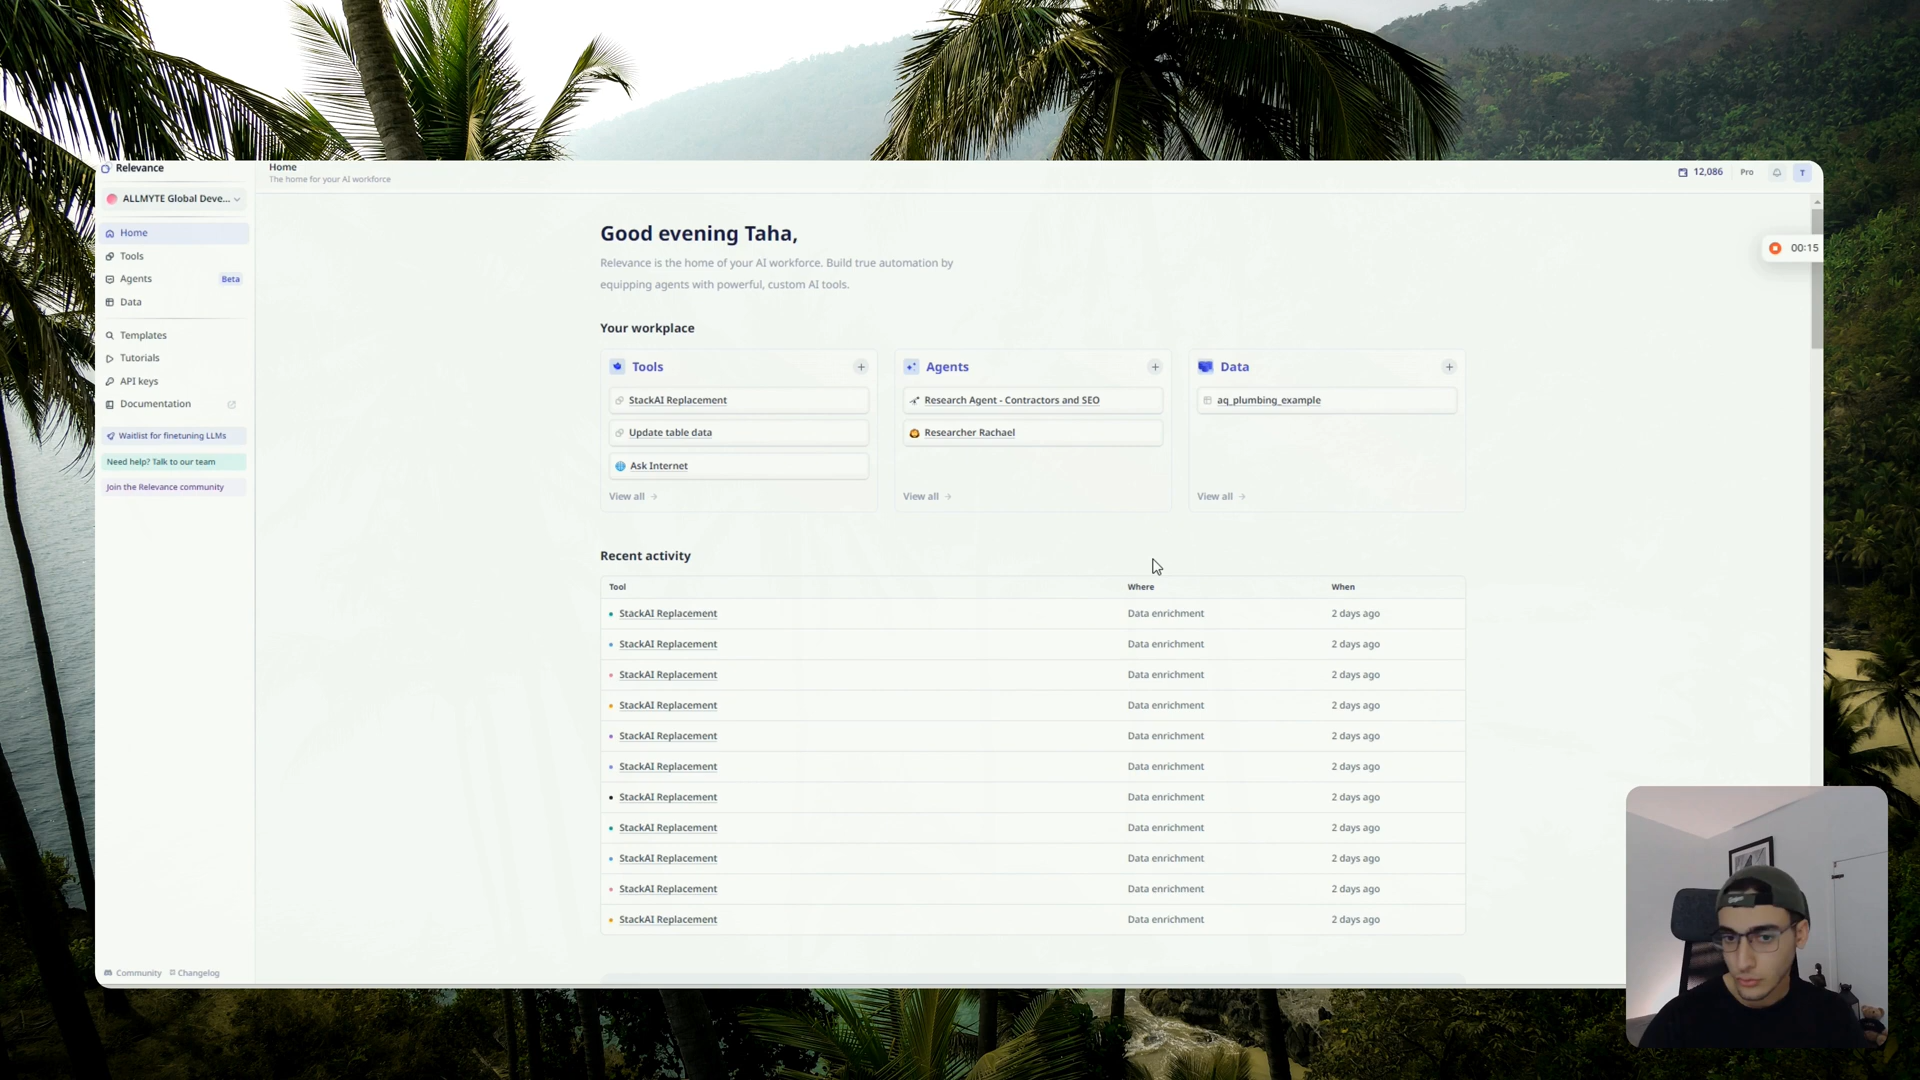 Relevance
ALLMYTE Global Deve...
Home
Tools
Agents
Beta
Data
Templates
Tutorials
API keys
Documentation
Waitlist for finetuning LLMs
Need help? Talk to our team
Join the Relevance community
Community
Changelog
Home
The home for your AI workforce
12,086
Pro
T
00:15
Good evening Taha,
Relevance is the home of your AI workforce. Build true automation by
equipping agents with powerful, custom AI tools.
Your workplace
Tools
StackAI Replacement
Update table data
Ask Internet
View all
Agents
Research Agent - Contractors and SEO
Researcher Rachael
View all
Data
aq_plumbing_example
View all
Recent activity
Tool Where When
StackAI Replacement Data enrichment 2 days ago
StackAI Replacement Data enrichment 2 days ago
StackAI Replacement Data enrichment 2 days ago
StackAI Replacement Data enrichment 2 days ago
StackAI Replacement Data enrichment 2 days ago
StackAI Replacement Data enrichment 2 days ago
StackAI Replacement Data enrichment 2 days ago
StackAI Replacement Data enrichment 2 days ago
StackAI Replacement Data enrichment 2 days ago
StackAI Replacement Data enrichment 2 days ago
StackAI Replacement Data enrichment 2 days ago